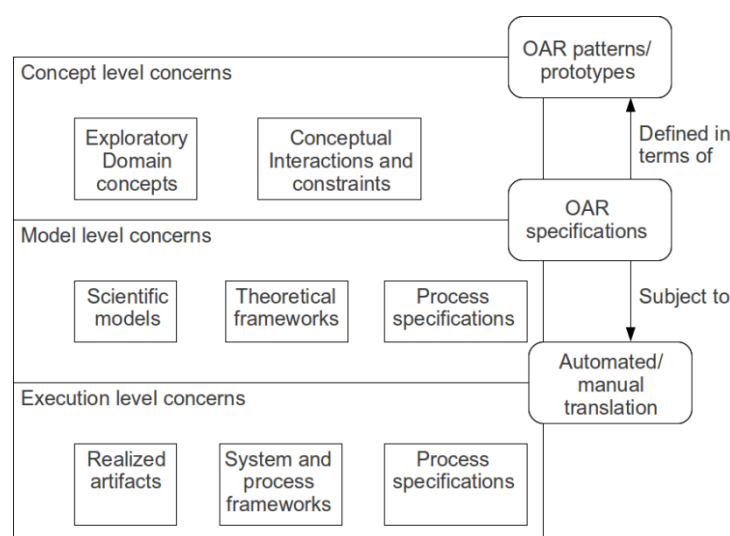 OAR patterns/
prototypes
Concept level concerns
Exploratory
Domain
concepts
Conceptual
Interactions and
constraints
Defined in
terms of
OAR
specifications
Model level concerns
Scientific
models
Theoretical
frameworks
Process
specifications
Subject to
Automated/
manual
translation
Execution level concerns
Realized
artifacts
System and
process
frameworks
Process
specifications